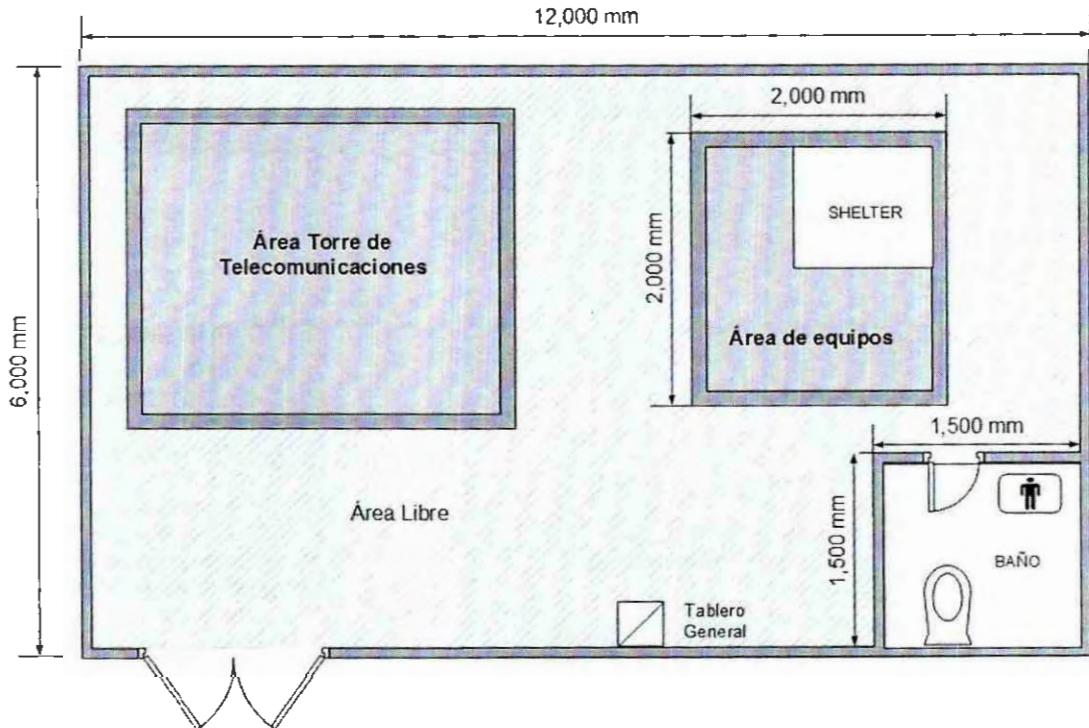 12,000 mm
6,000 mm
Área Torre de
Telecomunicaciones
2,000 mm
2,000 mm
SHELTER
Área de equipos
1,500 mm
1,500 mm
Área Libre
BAÑO
Tablero
General